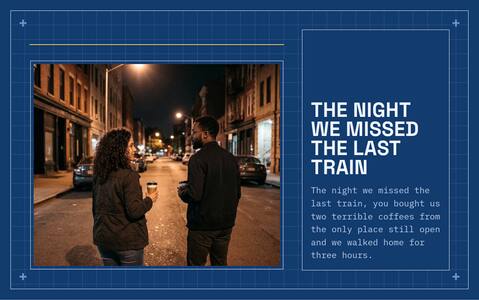 THE NIGHT
WE MISSED
THE LAST
TRAIN
The night we missed the
last train, you bought us
two terrible coffees from
the only place still open
and we walked home for
three hours.